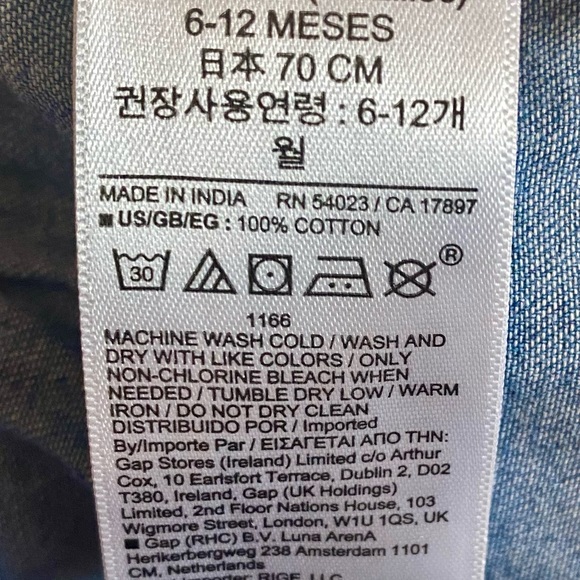 6-12 MESES
日本 70 CM
권장사용연령 : 6-12개
월
MADE IN INDIA RN 54023 / CA 17897
■ US/GB/EG : 100% COTTON
30
®
1166
MACHINE WASH COLD / WASH AND
DRY WITH LIKE COLORS / ONLY
NON-CHLORINE BLEACH WHEN
NEEDED / TUMBLE DRY LOW / WARM
IRON / DO NOT DRY CLEAN
DISTRIBUIDO POR / Imported
By/Importe Par / ΕΙΣΑΓΕΤΑΙ ΑΠΟ ΤΗΝ:
Gap Stores (Ireland) Limited c/o Arthur
Cox, 10 Earlsfort Terrace, Dublin 2, D02
T380, Ireland, Gap (UK Holdings)
Limited, 2nd Floor Nations House, 103
Wigmore Street, London, W1U 1QS, UK
■ Gap (RHC) B.V. Luna ArenA
Herikerbergweg 238 Amsterdam 1101
CM, Netherlands